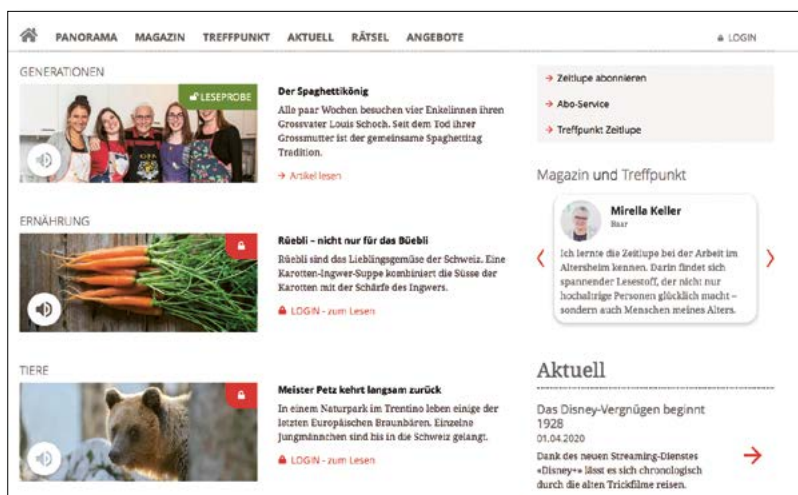 PANORAMA MAGAZIN TREFFPUNKT AKTUELL RÄTSEL ANGEBOTE LOGIN
GENERATIONEN
LESEPROBE
Der Spaghettikönig
Alle paar Wochen besuchen vier Enkelinnen ihren
Grossvater Louis Schoch. Seit dem Tod ihrer
Grossmutter ist der gemeinsame Spaghettitag
Tradition.
→ Artikel lesen
ERNÄHRUNG
Rüebli – nicht nur für das Büebli
Rüebli sind das Lieblingsgemüse der Schweiz. Eine
Karotten-Ingwer-Suppe kombiniert die Süsse der
Karotten mit der Schärfe des Ingwers.
LOGIN - zum Lesen
TIERE
Meister Petz kehrt langsam zurück
In einem Naturpark im Trentino leben einige der
letzten Europäischen Braunbären. Einzelne
Jungmännchen sind bis in die Schweiz gelangt.
LOGIN - zum Lesen
→ Zeitlupe abonnieren
→ Abo-Service
→ Treffpunkt Zeitlupe
Magazin und Treffpunkt
Mirella Keller
Baar
Ich lernte die Zeitlupe bei der Arbeit im
Altersheim kennen. Darin findet sich
spannender Lesestoff, der nicht nur
hochaltrige Personen glücklich macht –
sondern auch Menschen meines Alters.
Aktuell
Das Disney-Vergnügen beginnt
1928
01.04.2020
Dank des neuen Streaming-Dienstes
«Disney+» lässt es sich chronologisch
durch die alten Trickfilme reisen.